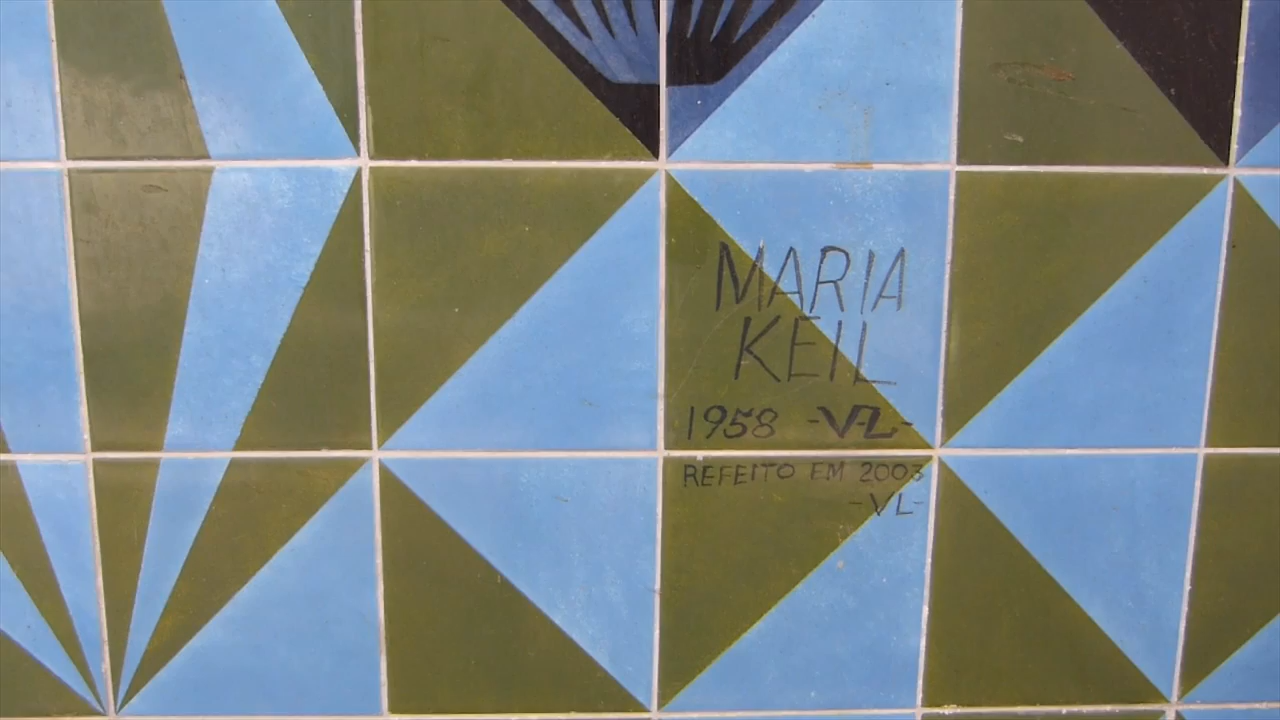 MARIA
KEIL
1958 -VL-
REFEITO EM 2003
-VL-